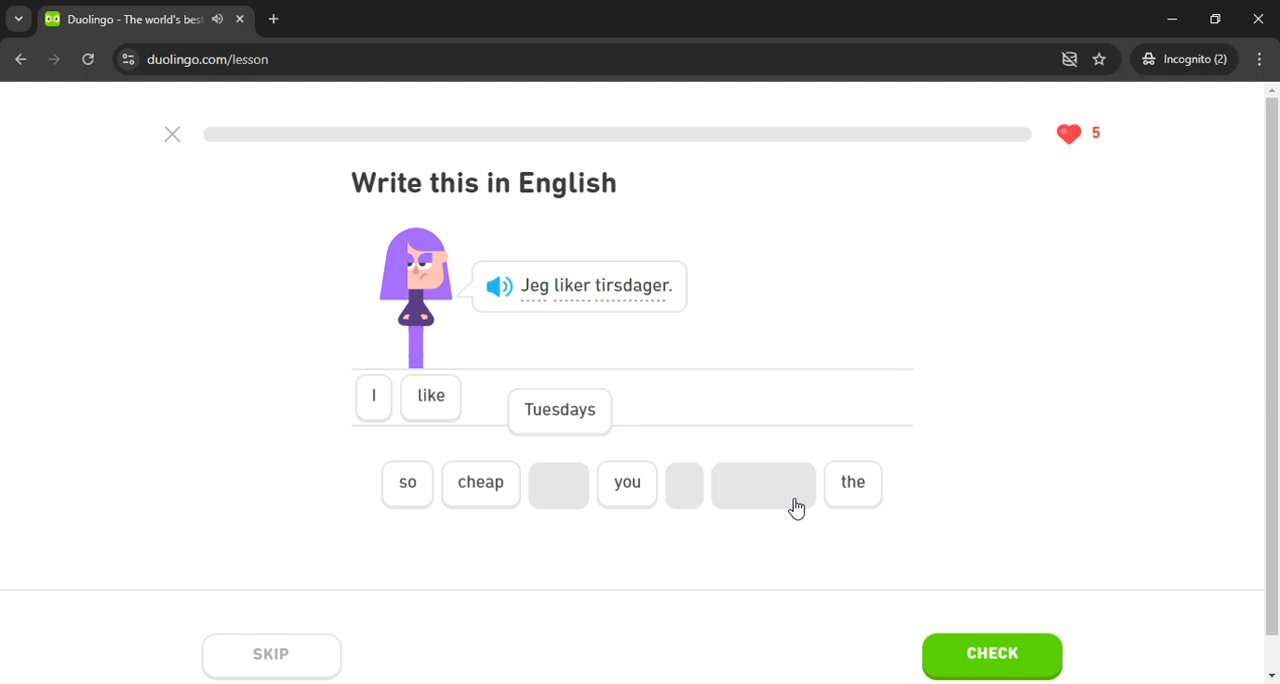 Duolingo - The world's bes
duolingo.com/lesson
Incognito (2)
5
Write this in English
Jeg liker tirsdager.
I like Tuesdays
so cheap you the
SKIP CHECK